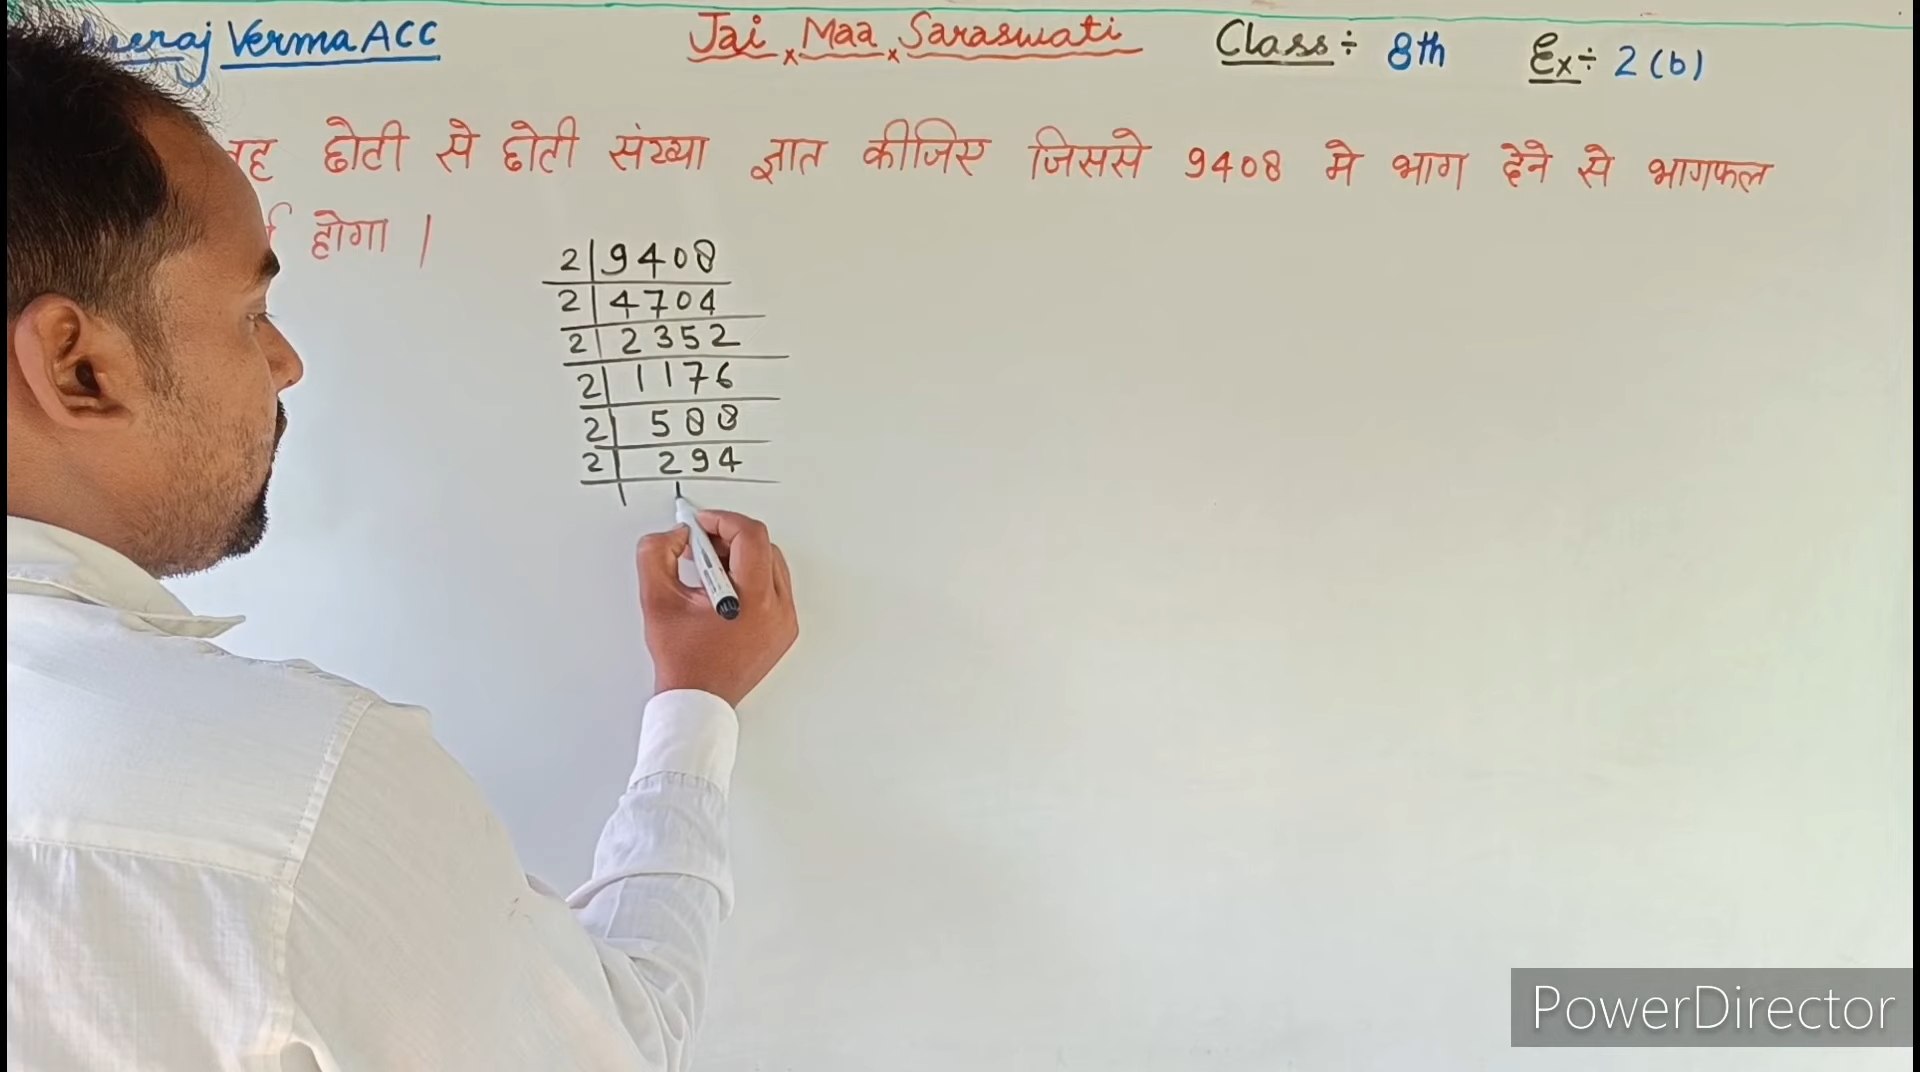 Verma ACC
Jai x Maa x Saraswati
Class ÷ 8th
Ex ÷ 2 (b)
वह छोटी से छोटी संख्या ज्ञात कीजिए जिससे 9408 मे भाग देने से भागफल
होगा |
2 | 9408
2 | 4704
2 | 2352
2 | 1176
2 | 588
2 | 294
PowerDirector